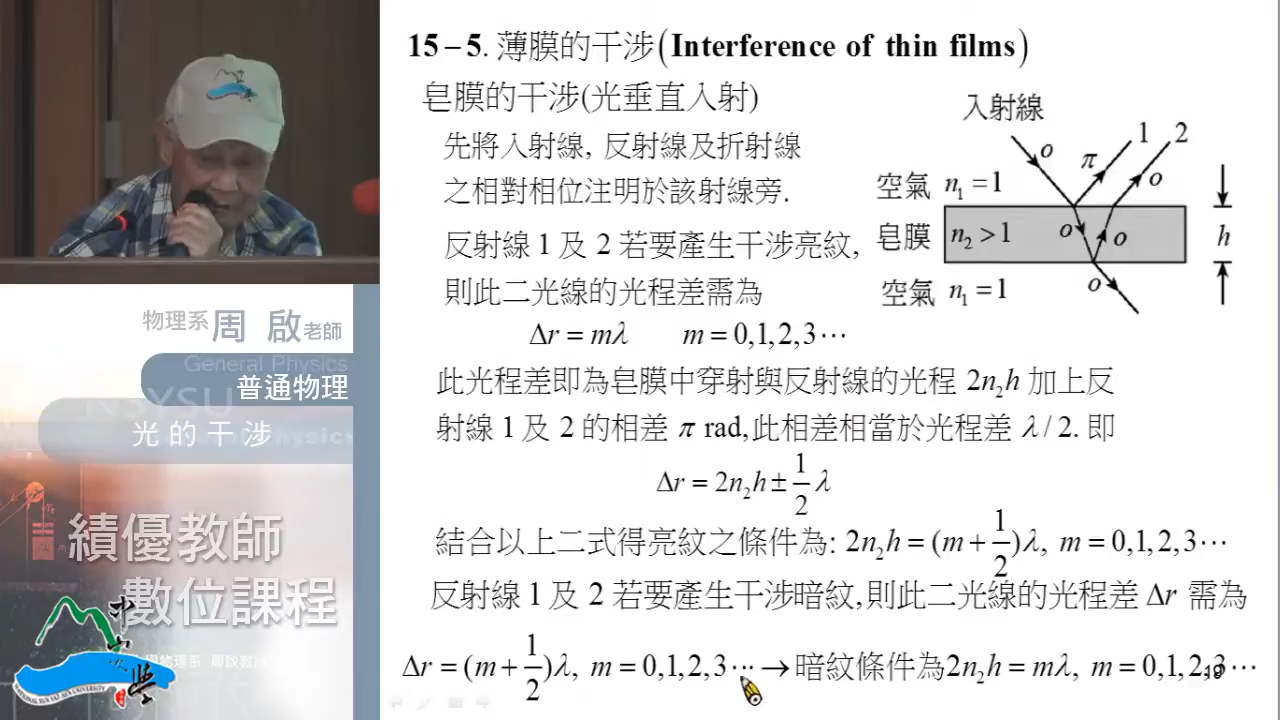 15－5. 薄膜的干涉(Interference of thin films)
皂膜的干涉(光垂直入射)
先將入射線, 反射線及折射線
之相對相位注明於該射線旁.
反射線 1 及 2 若要產生干涉亮紋,
則此二光線的光程差需為
Δr = mλ m = 0,1,2,3⋯
入射線
1 2
o π o
空氣 n₁ = 1
皂膜 n₂ > 1 o o h
空氣 n₁ = 1 o
此光程差即為皂膜中穿射與反射線的光程 2n₂h 加上反
射線 1 及 2 的相差 π rad,此相差相當於光程差 λ / 2. 即
Δr = 2n₂h ± 1/2 λ
結合以上二式得亮紋之條件為: 2n₂h = (m + 1/2)λ, m = 0,1,2,3⋯
反射線 1 及 2 若要產生干涉暗紋,則此二光線的光程差 Δr 需為
Δr = (m + 1/2)λ, m = 0,1,2,3⋯ → 暗紋條件為2n₂h = mλ, m = 0,1,2,3⋯
物理系 周 啟 老師
General Physics
普通物理
NSYSU
光 的 干 涉
績優教師
數位課程